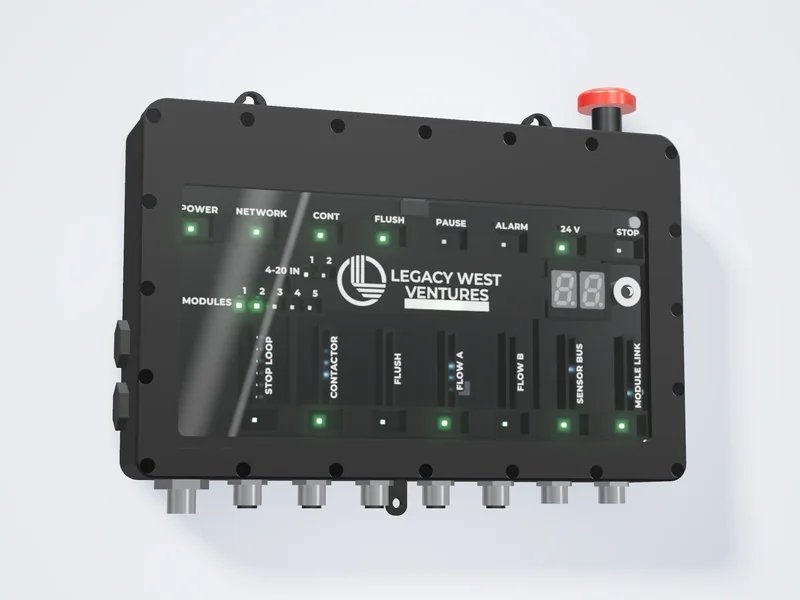 POWER NETWORK CONT FLUSH PAUSE ALARM 24 V STOP
1 2
4-20 IN
LEGACY WEST
VENTURES
1 2 3 4 5
MODULES
STOP LOOP
CONTACTOR
FLUSH
FLOW A
FLOW B
SENSOR BUS
MODULE LINK